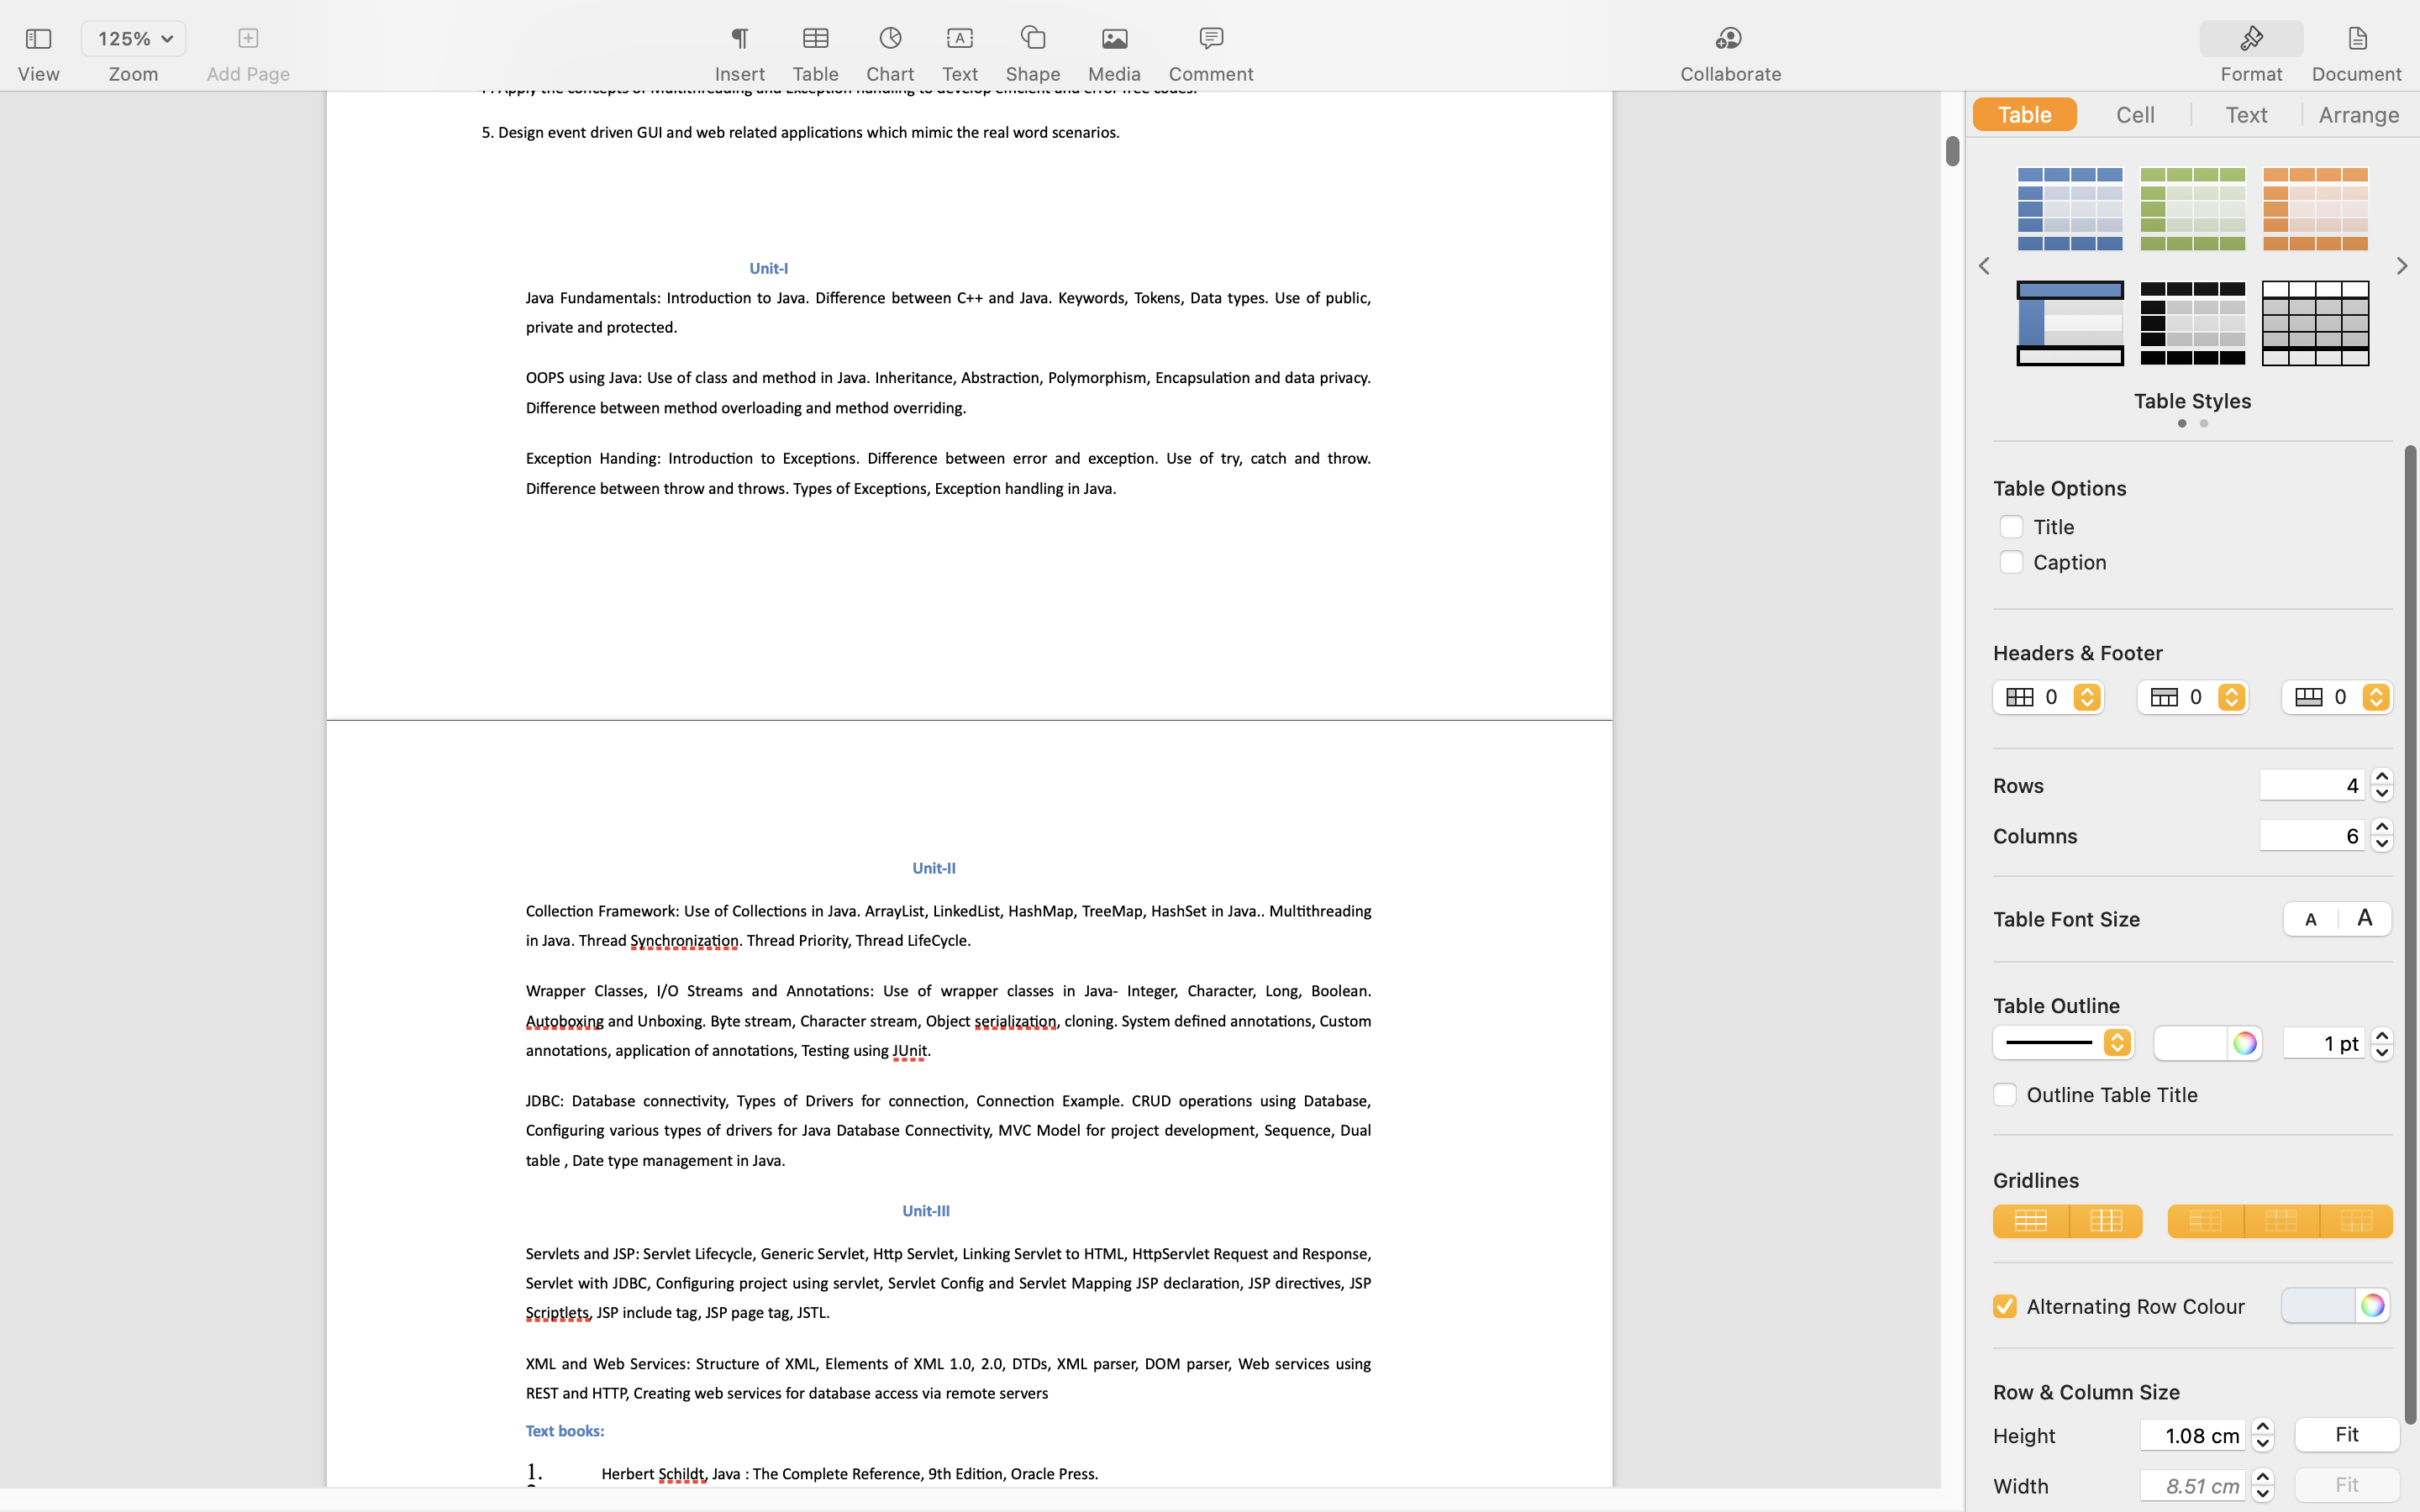 125%
View
Zoom
Add Page
Insert
Table
Chart
Text
Shape
Media
Comment
Collaborate
Format
Document
Apply the concepts of Multithreading and Exception handling to develop efficient and error free codes.
5. Design event driven GUI and web related applications which mimic the real word scenarios.
Unit-I
Java Fundamentals: Introduction to Java. Difference between C++ and Java. Keywords, Tokens, Data types. Use of public,
private and protected.
OOPS using Java: Use of class and method in Java. Inheritance, Abstraction, Polymorphism, Encapsulation and data privacy.
Difference between method overloading and method overriding.
Exception Handing: Introduction to Exceptions. Difference between error and exception. Use of try, catch and throw.
Difference between throw and throws. Types of Exceptions, Exception handling in Java.
Unit-II
Collection Framework: Use of Collections in Java. ArrayList, LinkedList, HashMap, TreeMap, HashSet in Java.. Multithreading
in Java. Thread Synchronization. Thread Priority, Thread LifeCycle.
Wrapper Classes, I/O Streams and Annotations: Use of wrapper classes in Java- Integer, Character, Long, Boolean.
Autoboxing and Unboxing. Byte stream, Character stream, Object serialization, cloning. System defined annotations, Custom
annotations, application of annotations, Testing using JUnit.
JDBC: Database connectivity, Types of Drivers for connection, Connection Example. CRUD operations using Database,
Configuring various types of drivers for Java Database Connectivity, MVC Model for project development, Sequence, Dual
table , Date type management in Java.
Unit-III
Servlets and JSP: Servlet Lifecycle, Generic Servlet, Http Servlet, Linking Servlet to HTML, HttpServlet Request and Response,
Servlet with JDBC, Configuring project using servlet, Servlet Config and Servlet Mapping JSP declaration, JSP directives, JSP
Scriptlets, JSP include tag, JSP page tag, JSTL.
XML and Web Services: Structure of XML, Elements of XML 1.0, 2.0, DTDs, XML parser, DOM parser, Web services using
REST and HTTP, Creating web services for database access via remote servers
Text books:
1. Herbert Schildt, Java : The Complete Reference, 9th Edition, Oracle Press.
Table
Cell
Text
Arrange
Table Styles
Table Options
Title
Caption
Headers & Footer
0 0 0
Rows 4
Columns 6
Table Font Size A A
Table Outline
1 pt
Outline Table Title
Gridlines
Alternating Row Colour
Row & Column Size
Height 1.08 cm Fit
Width 8.51 cm Fit